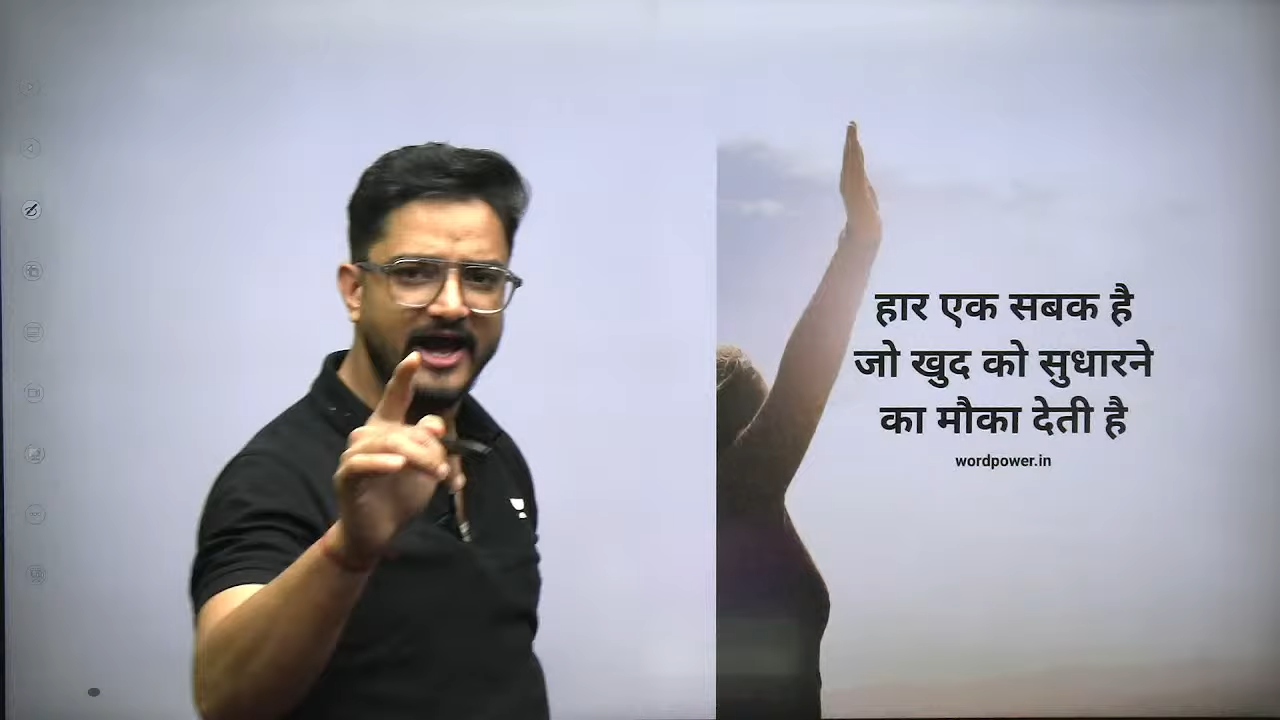 हार एक सबक है
जो खुद को सुधारने
का मौका देती है
wordpower.in